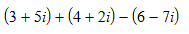 (3 + 5i) + (4 + 2i) − (6 − 7i)